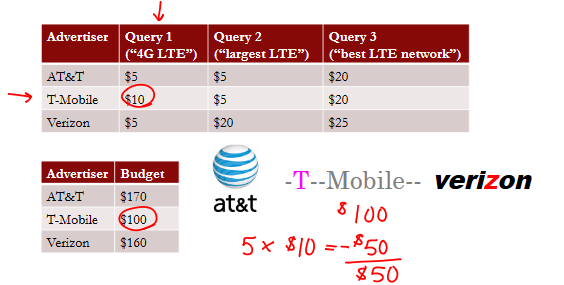 Advertiser Query 1 (“4G LTE”) Query 2 (“largest LTE”) Query 3 (“best LTE network”)
AT&T $5 $5 $20
T-Mobile $10 $5 $20
Verizon $5 $20 $25
Advertiser Budget
AT&T $170
T-Mobile $100
Verizon $160
at&t
-T--Mobile--
verizon
$100
5 x $10 = -$50
$50